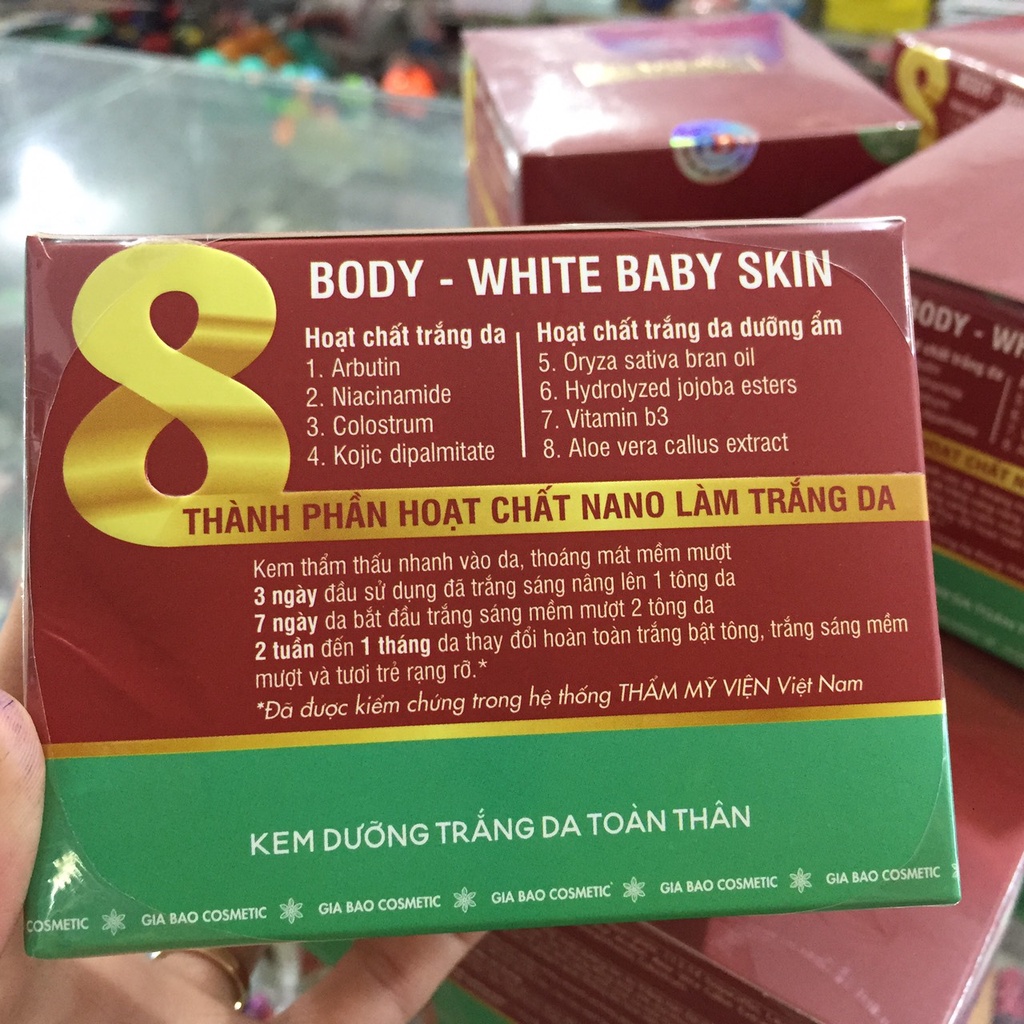 8
BODY - WHITE BABY SKIN
Hoạt chất trắng da
1. Arbutin
2. Niacinamide
3. Colostrum
4. Kojic dipalmitate
Hoạt chất trắng da dưỡng ẩm
5. Oryza sativa bran oil
6. Hydrolyzed jojoba esters
7. Vitamin b3
8. Aloe vera callus extract
THÀNH PHẦN HOẠT CHẤT NANO LÀM TRẮNG DA
Kem thẩm thấu nhanh vào da, thoáng mát mềm mượt
3 ngày đầu sử dụng đã trắng sáng nâng lên 1 tông da
7 ngày da bắt đầu trắng sáng mềm mượt 2 tông da
2 tuần đến 1 tháng da thay đổi hoàn toàn trắng bật tông, trắng sáng mềm
mượt và tươi trẻ rạng rỡ.*
*Đã được kiểm chứng trong hệ thống THẨM MỸ VIỆN Việt Nam
KEM DƯỠNG TRẮNG DA TOÀN THÂN
COSMETIC GIA BAO COSMETIC GIA BAO COSMETIC GIA BAO COSMETIC GIA BAO COSMETIC GIA BAO COSMETIC
8
BODY -
BODY - WH